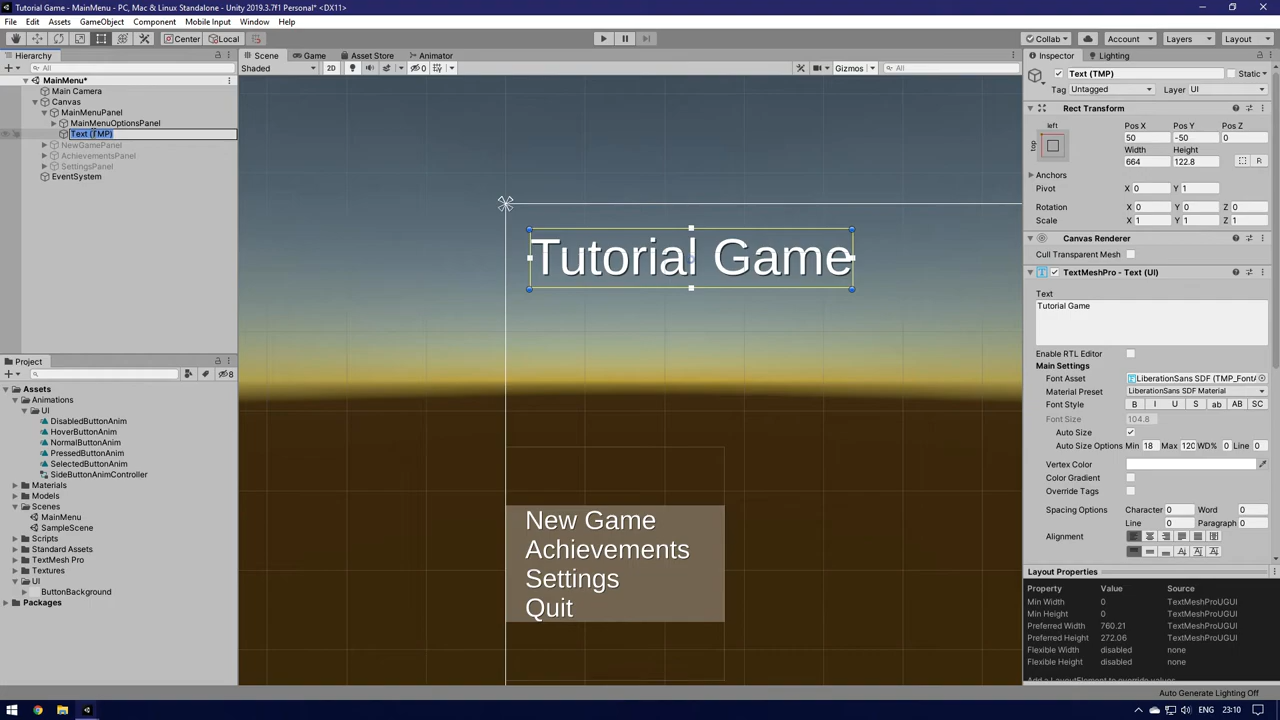 Tutorial Game - MainMenu - PC, Mac & Linux Standalone - Unity 2019.3.7f1 Personal* <DX11>
File Edit Assets GameObject Component Mobile Input Window Help
Center Local Collab Account Layers Layout
Hierarchy Scene Game Asset Store Animator Inspector Lighting
All Shaded 2D 0 Gizmos All Text (TMP) Static
MainMenu*
Main Camera
Canvas
MainMenuPanel
MainMenuOptionsPanel
Text (TMP)
NewGamePanel
AchievementsPanel
SettingsPanel
EventSystem
Project
8
Assets
Animations
UI
DisabledButtonAnim
HoverButtonAnim
NormalButtonAnim
PressedButtonAnim
SelectedButtonAnim
SideButtonAnimController
Materials
Models
Scenes
MainMenu
SampleScene
Scripts
Standard Assets
TextMesh Pro
Textures
UI
ButtonBackground
Packages
Tutorial Game
New Game
Achievements
Settings
Quit
Tag Untagged Layer UI
Rect Transform
left Pos X Pos Y Pos Z
top 50 -50 0
Width Height
664 122.8 R
Anchors
Pivot X 0 Y 1
Rotation X 0 Y 0 Z 0
Scale X 1 Y 1 Z 1
Canvas Renderer
Cull Transparent Mesh
TextMeshPro - Text (UI)
Text
Tutorial Game
Enable RTL Editor
Main Settings
Font Asset LiberationSans SDF (TMP_FontA
Material Preset LiberationSans SDF Material
Font Style B I U S ab AB SC
Font Size 104.8
Auto Size
Auto Size Options Min 18 Max 120 WD% 0 Line 0
Vertex Color
Color Gradient
Override Tags
Spacing Options Character 0 Word 0
Line 0 Paragraph 0
Alignment
Layout Properties
Property Value Source
Min Width 0 TextMeshProUGUI
Min Height 0 TextMeshProUGUI
Preferred Width 760.21 TextMeshProUGUI
Preferred Height 272.06 TextMeshProUGUI
Flexible Width disabled none
Flexible Height disabled none
Add a LayoutElement to override values.
Auto Generate Lighting Off
ENG 23:10